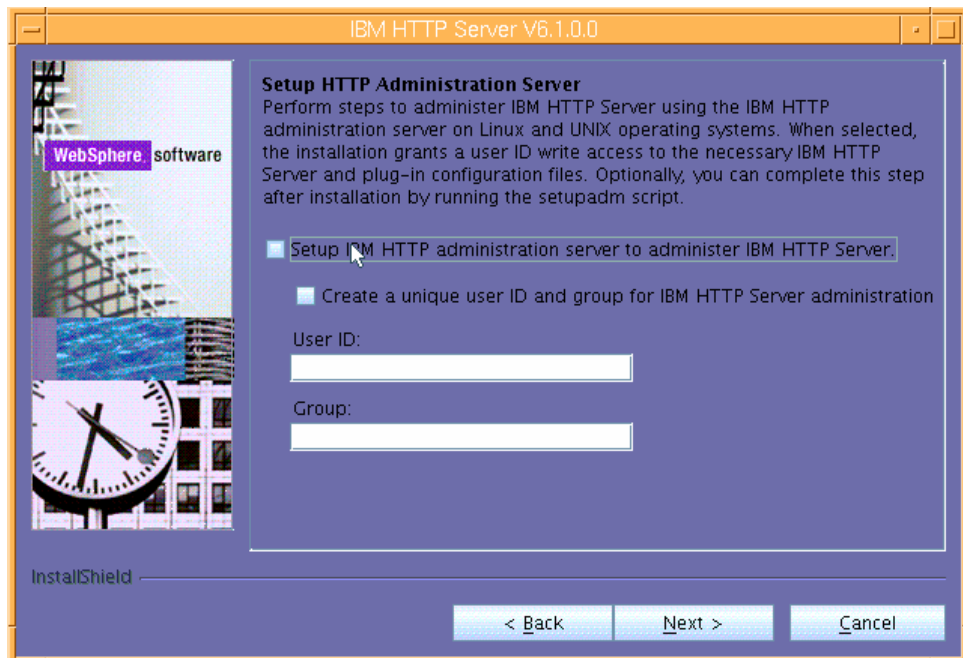 IBM HTTP Server V6.1.0.0
WebSphere. software
Setup HTTP Administration Server
Perform steps to administer IBM HTTP Server using the IBM HTTP
administration server on Linux and UNIX operating systems. When selected,
the installation grants a user ID write access to the necessary IBM HTTP
Server and plug-in configuration files. Optionally, you can complete this step
after installation by running the setupadm script.
Setup IBM HTTP administration server to administer IBM HTTP Server.
Create a unique user ID and group for IBM HTTP Server administration
User ID:
Group:
InstallShield
< Back
Next >
Cancel